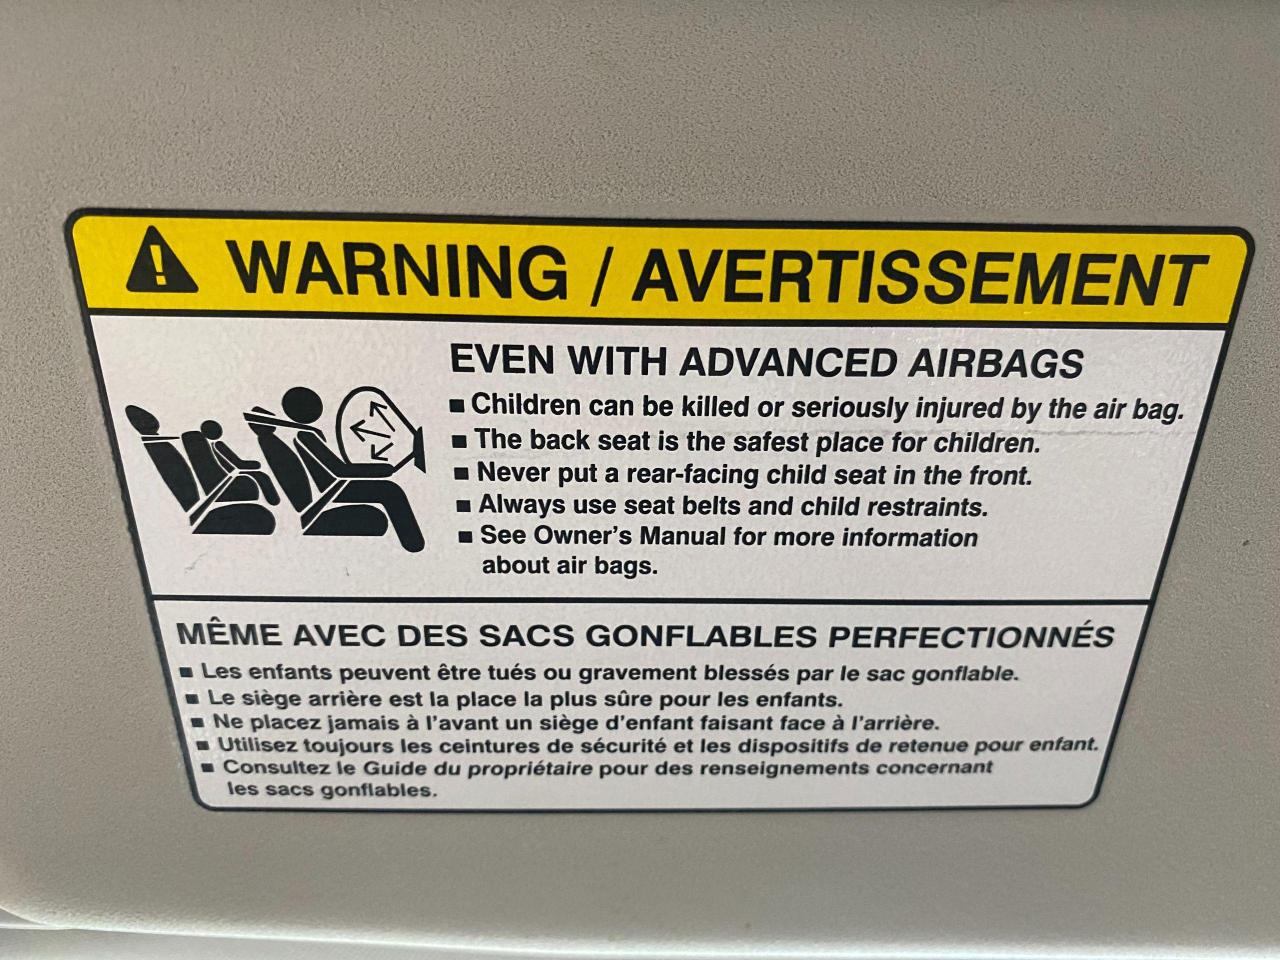 WARNING / AVERTISSEMENT
EVEN WITH ADVANCED AIRBAGS
▪ Children can be killed or seriously injured by the air bag.
▪ The back seat is the safest place for children.
▪ Never put a rear-facing child seat in the front.
▪ Always use seat belts and child restraints.
▪ See Owner's Manual for more information
about air bags.
MÊME AVEC DES SACS GONFLABLES PERFECTIONNÉS
▪ Les enfants peuvent être tués ou gravement blessés par le sac gonflable.
▪ Le siège arrière est la place la plus sûre pour les enfants.
▪ Ne placez jamais à l'avant un siège d'enfant faisant face à l'arrière.
▪ Utilisez toujours les ceintures de sécurité et les dispositifs de retenue pour enfant.
▪ Consultez le Guide du propriétaire pour des renseignements concernant
les sacs gonflables.